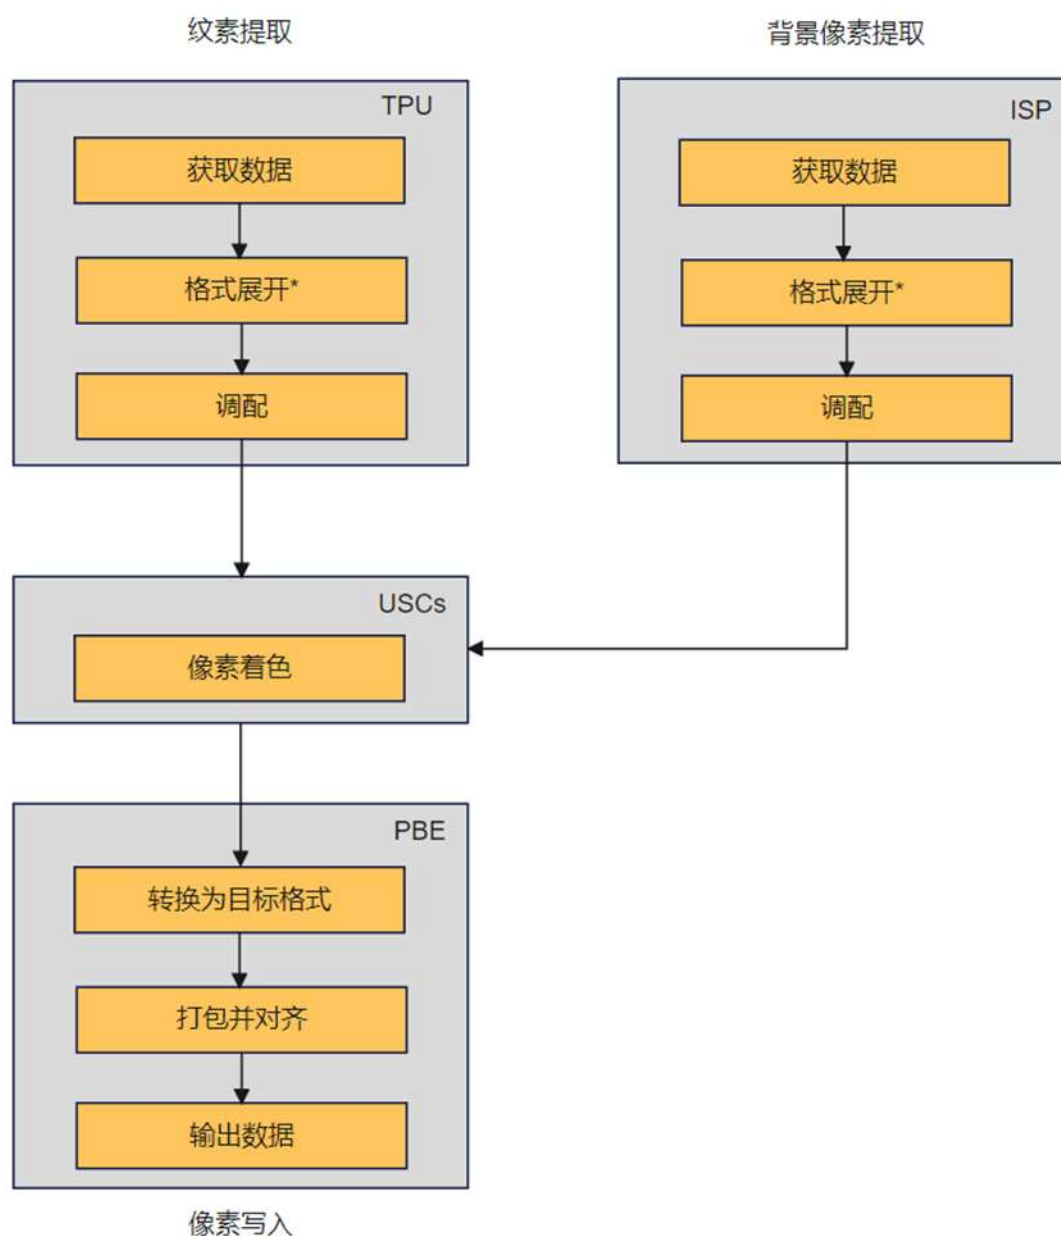 纹素提取
TPU
获取数据
格式展开*
调配
背景像素提取
ISP
获取数据
格式展开*
调配
USCs
像素着色
PBE
转换为目标格式
打包并对齐
输出数据
像素写入